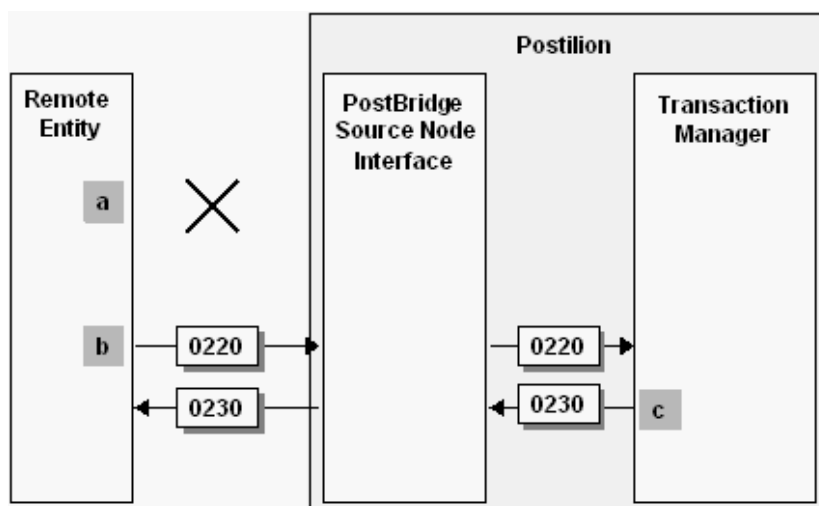 Postilion
Remote
Entity
PostBridge
Source Node
Interface
Transaction
Manager
a
b
0220
0220
0230
0230
c